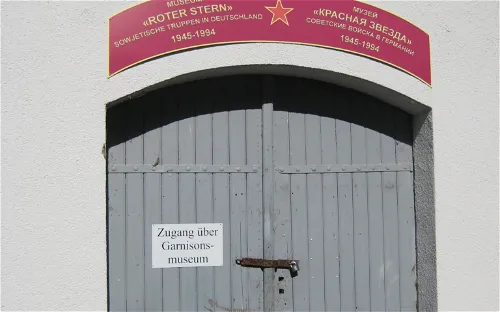 MUSEUM
«ROTER STERN»
SOWJETISCHE TRUPPEN IN DEUTSCHLAND
1945-1994
МУЗЕЙ
«КРАСНАЯ ЗВЕЗДА»
СОВЕТСКИЕ ВОЙСКА В ГЕРМАНИИ
1945-1994
Zugang über
Garnisons-
museum